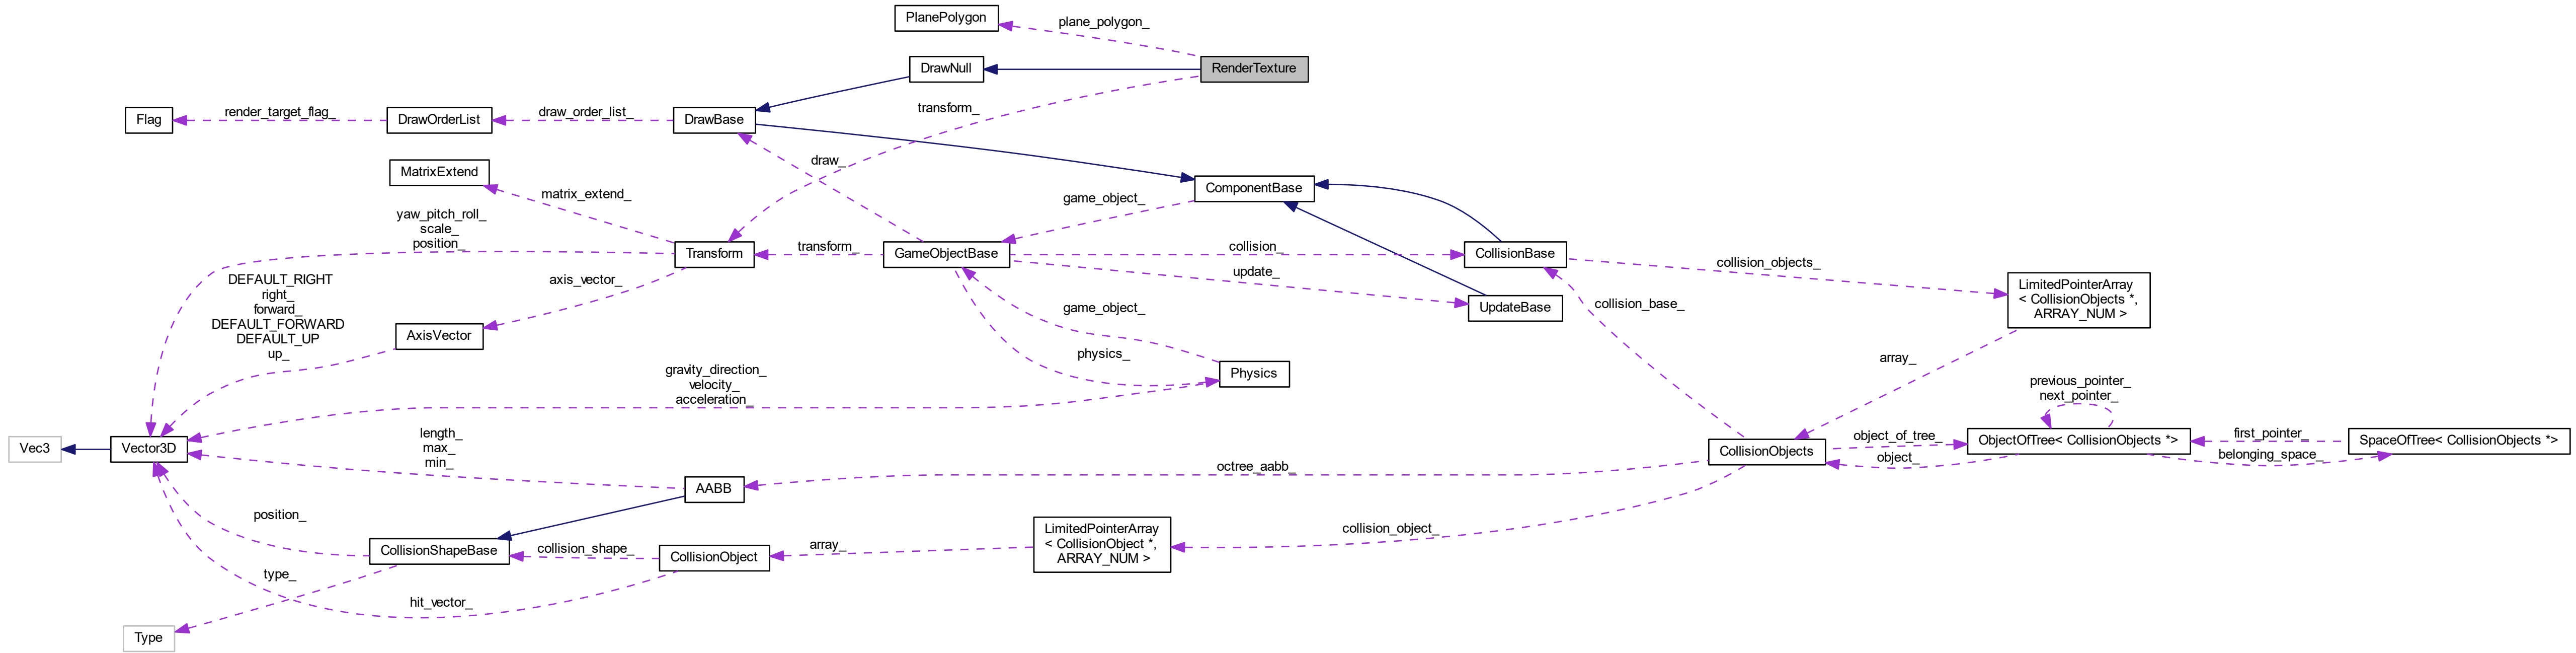 PlanePolygon
plane_polygon_
DrawNull
RenderTexture
transform_
Flag
render_target_flag_
DrawOrderList
draw_order_list_
DrawBase
MatrixExtend
matrix_extend_
draw_
ComponentBase
game_object_
yaw_pitch_roll_
scale_
position_
Transform
transform_
GameObjectBase
collision_
CollisionBase
update_
collision_objects_
LimitedPointerArray
< CollisionObjects *,
ARRAY_NUM >
DEFAULT_RIGHT
right_
forward_
DEFAULT_FORWARD
DEFAULT_UP
up_
axis_vector_
AxisVector
game_object_
physics_
Physics
UpdateBase
collision_base_
array_
gravity_direction_
velocity_
acceleration_
previous_pointer_
next_pointer_
Vec3
Vector3D
length_
max_
min_
AABB
octree_aabb_
CollisionObjects
object_of_tree_
object_
ObjectOfTree< CollisionObjects *>
first_pointer_
belonging_space_
SpaceOfTree< CollisionObjects *>
position_
CollisionShapeBase
collision_shape_
CollisionObject
array_
LimitedPointerArray
< CollisionObject *,
ARRAY_NUM >
collision_object_
type_
hit_vector_
Type